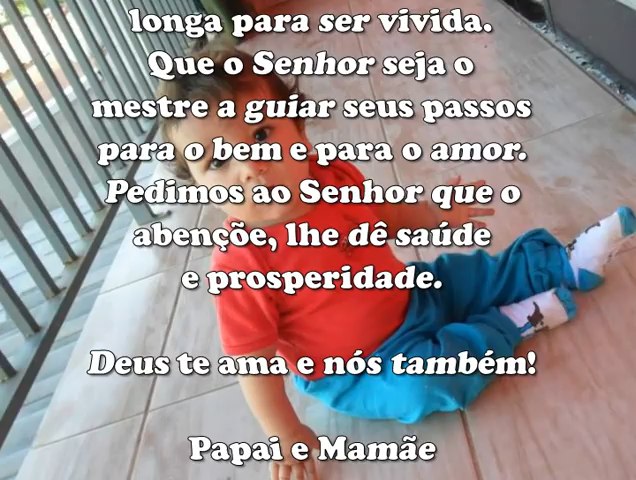 longa para ser vivida.
Que o Senhor seja o
mestre a guiar seus passos
para o bem e para o amor.
Pedimos ao Senhor que o
abençõe, lhe dê saúde
e prosperidade.
Deus te ama e nós também!
Papai e Mamãe